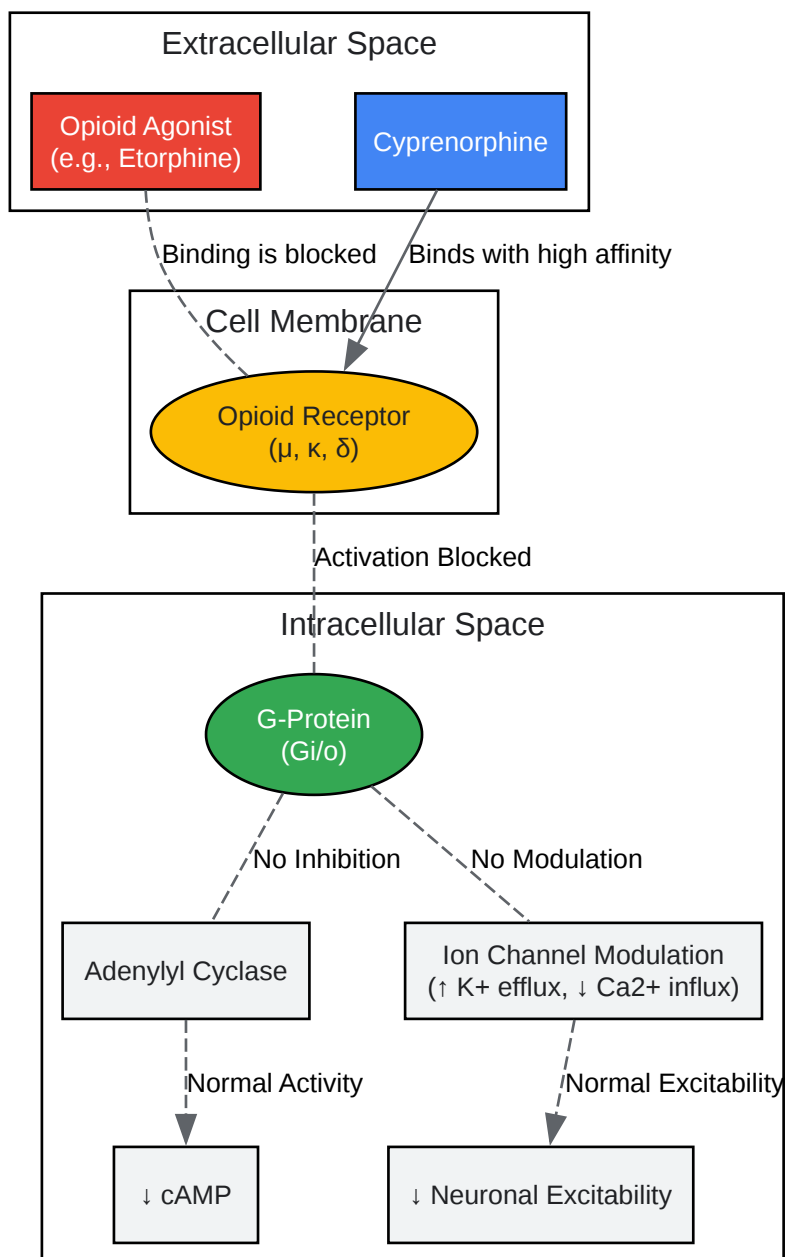 Extracellular Space
Opioid Agonist
(e.g., Etorphine)
Cyprenorphine
Binding is blocked
Binds with high affinity
Cell Membrane
Opioid Receptor
(μ, κ, δ)
Activation Blocked
Intracellular Space
G-Protein
(Gi/o)
No Inhibition
No Modulation
Adenylyl Cyclase
Ion Channel Modulation
(↑ K+ efflux, ↓ Ca2+ influx)
Normal Activity
Normal Excitability
↓ cAMP
↓ Neuronal Excitability